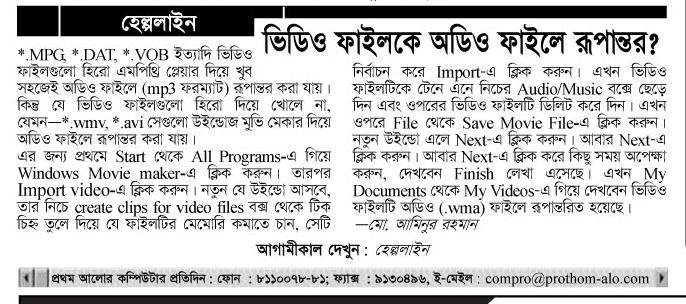 হেল্পলাইন
ভিডিও ফাইলকে অডিও ফাইলে রূপান্তর?
*.MPG, *.DAT, *.VOB ইত্যাদি ভিডিও
ফাইলগুলো হিরো এমপিথ্রি প্লেয়ার দিয়ে খুব
সহজেই অডিও ফাইলে (mp3 ফরম্যাট) রূপান্তর করা যায়।
কিন্তু যে ভিডিও ফাইলগুলো হিরো দিয়ে খোলে না,
যেমন—*.wmv, *.avi সেগুলো উইন্ডোজ মুভি মেকার দিয়ে
অডিও ফাইলে রূপান্তর করা যায়।
এর জন্য প্রথমে Start থেকে All Programs-এ গিয়ে
Windows Movie maker-এ ক্লিক করুন। তারপর
Import video-এ ক্লিক করুন। নতুন যে উইন্ডো আসবে,
তার নিচে create clips for video files বক্স থেকে টিক
চিহ্ন তুলে দিয়ে যে ফাইলটির মেমোরি কমাতে চান, সেটি
নির্বাচন করে Import-এ ক্লিক করুন। এখন ভিডিও
ফাইলটিকে টেনে এনে নিচের Audio/Music বক্সে ছেড়ে
দিন এবং ওপরের ভিডিও ফাইলটি ডিলিট করে দিন। এখন
ওপরে File থেকে Save Movie File-এ ক্লিক করুন।
নতুন উইন্ডো এলে Next-এ ক্লিক করুন। আবার Next-এ
ক্লিক করুন। আবার Next-এ ক্লিক করে কিছু সময় অপেক্ষা
করুন, দেখবেন Finish লেখা এসেছে। এখন My
Documents থেকে My Videos-এ গিয়ে দেখবেন ভিডিও
ফাইলটি অডিও (.wma) ফাইলে রূপান্তরিত হয়েছে।
—মো. আমিনুর রহমান
আগামীকাল দেখুন : হেল্পলাইন
প্রথম আলোর কম্পিউটার প্রতিদিন : ফোন : ৮১১০০৭৮-৮১; ফ্যাক্স : ৯১৩০৪৯৬, ই-মেইল : compro@prothom-alo.com